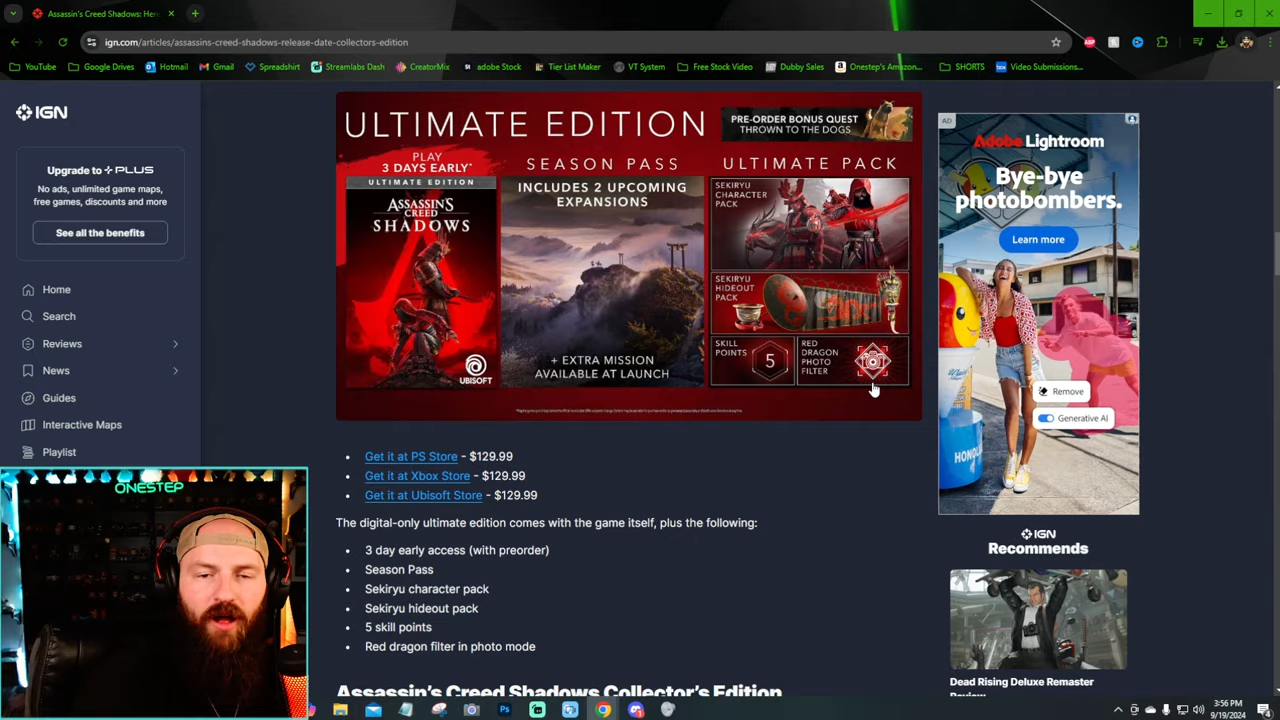 Assassin's Creed Shadows: Here
ign.com/articles/assassins-creed-shadows-release-date-collectors-edition
YouTube
Google Drives
Hotmail
Gmail
Spreadshirt
Streamlabs Dash
CreatorMix
adobe Stock
Tier List Maker
VT System
Free Stock Video
Dubby Sales
Onestep's Amazon...
SHORTS
Video Submissions...
IGN
Upgrade to PLUS
No ads, unlimited game maps,
free games, discounts and more
See all the benefits
Home
Search
Reviews
News
Guides
Interactive Maps
Playlist
ULTIMATE EDITION
PRE-ORDER BONUS QUEST
THROWN TO THE DOGS
PLAY
3 DAYS EARLY*
ULTIMATE EDITION
ASSASSIN'S
CREED
SHADOWS
UBISOFT
SEASON PASS
INCLUDES 2 UPCOMING
EXPANSIONS
+ EXTRA MISSION
AVAILABLE AT LAUNCH
ULTIMATE PACK
SEKIRYU
CHARACTER
PACK
SEKIRYU
HIDEOUT
PACK
SKILL
POINTS
5
RED
DRAGON
PHOTO
FILTER
Get it at PS Store - $129.99
Get it at Xbox Store - $129.99
Get it at Ubisoft Store - $129.99
The digital-only ultimate edition comes with the game itself, plus the following:
3 day early access (with preorder)
Season Pass
Sekiryu character pack
Sekiryu hideout pack
5 skill points
Red dragon filter in photo mode
Assassin's Creed Shadows Collector's Edition
AD
Adobe Lightroom
Bye-bye
photobombers.
Learn more
Remove
Generative AI
HONOL
IGN
Recommends
Dead Rising Deluxe Remaster
Review
ONESTEP
3:56 PM
9/19/2024